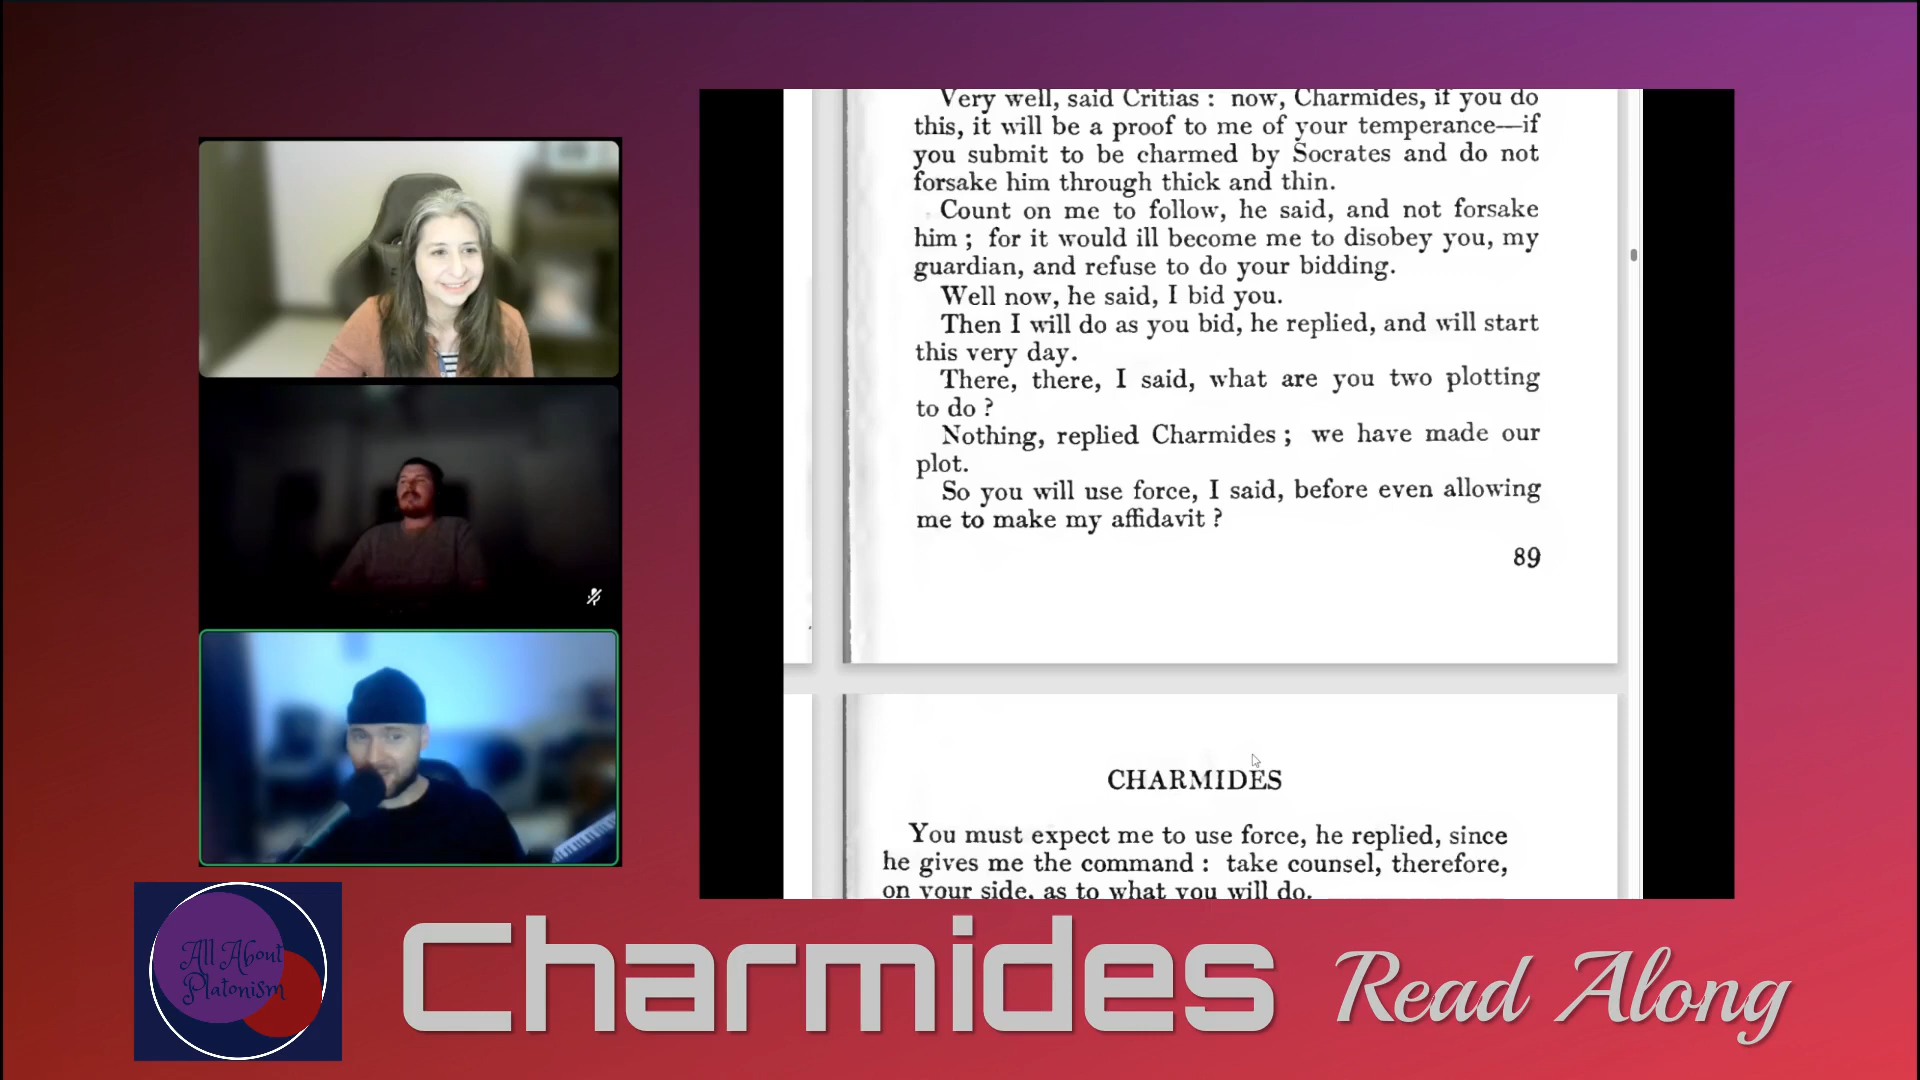 Very well, said Critias : now, Charmides, if you do
this, it will be a proof to me of your temperance—if
you submit to be charmed by Socrates and do not
forsake him through thick and thin.
Count on me to follow, he said, and not forsake
him ; for it would ill become me to disobey you, my
guardian, and refuse to do your bidding.
Well now, he said, I bid you.
Then I will do as you bid, he replied, and will start
this very day.
There, there, I said, what are you two plotting
to do ?
Nothing, replied Charmides ; we have made our
plot.
So you will use force, I said, before even allowing
me to make my affidavit ?
89
CHARMIDES
You must expect me to use force, he replied, since
he gives me the command : take counsel, therefore,
on your side, as to what you will do.
All About
Platonism
Charmides Read Along